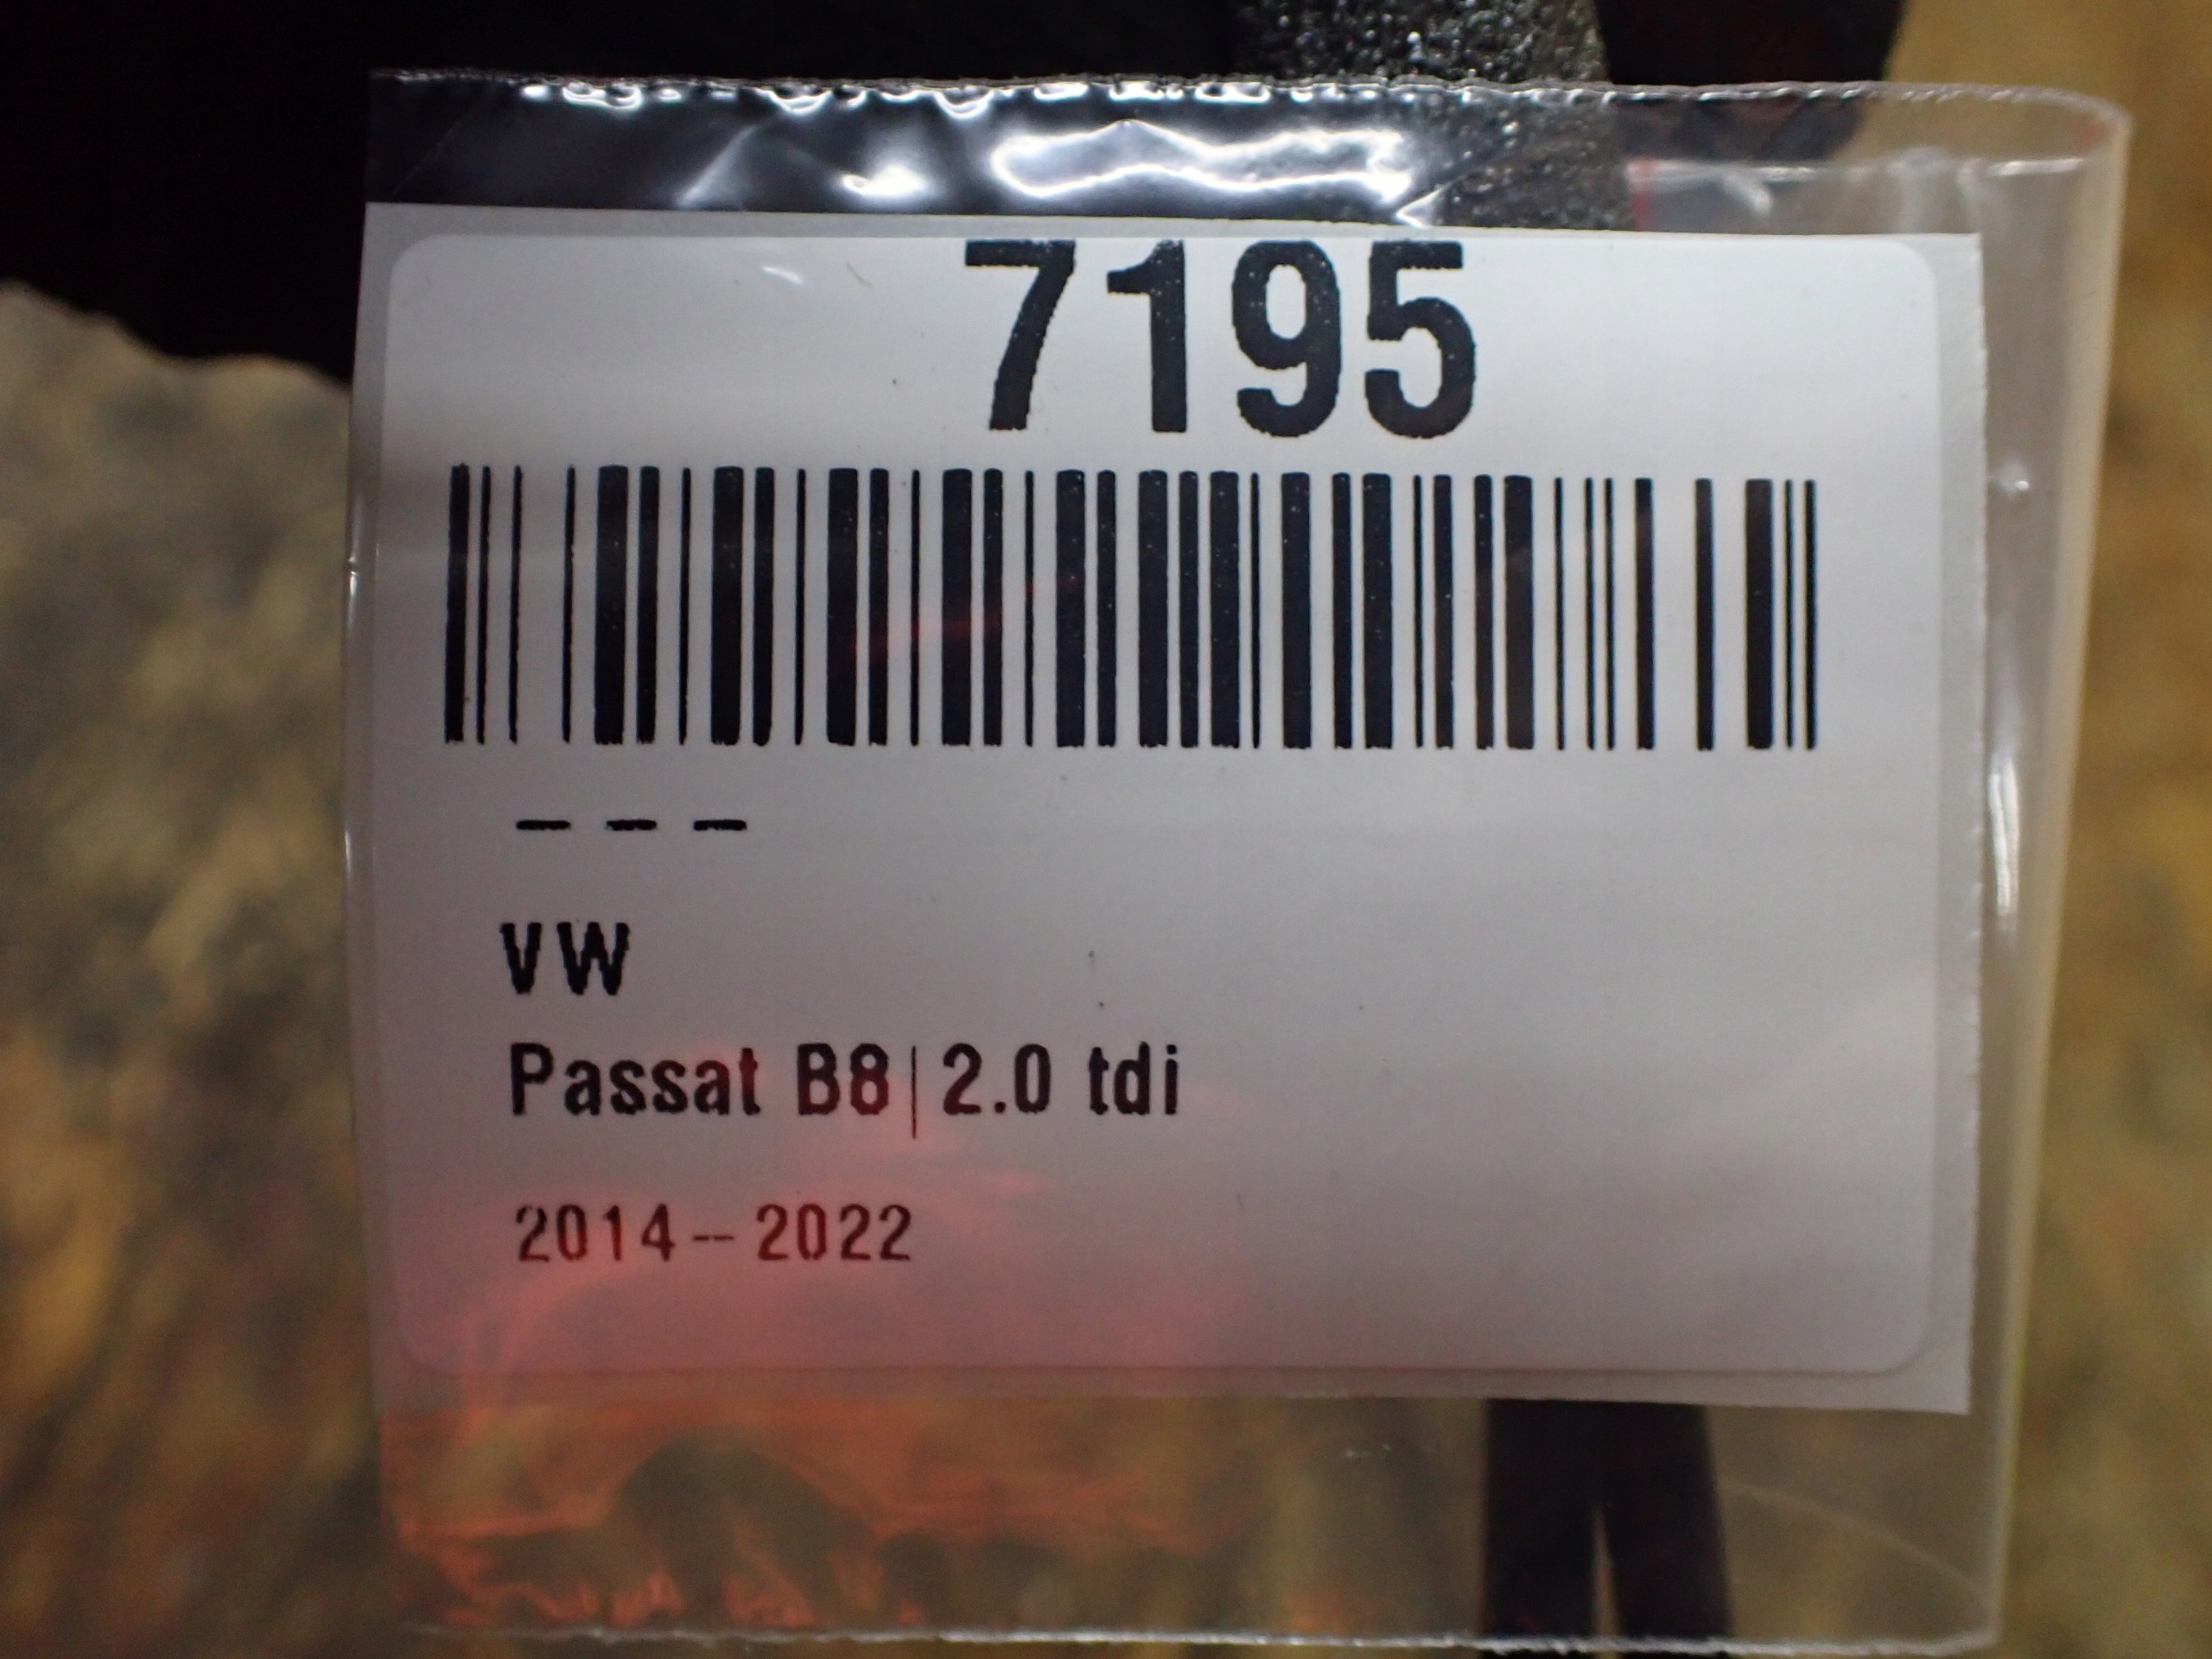 7195
– – –
VW
Passat B8|2.0 tdi
2014--2022